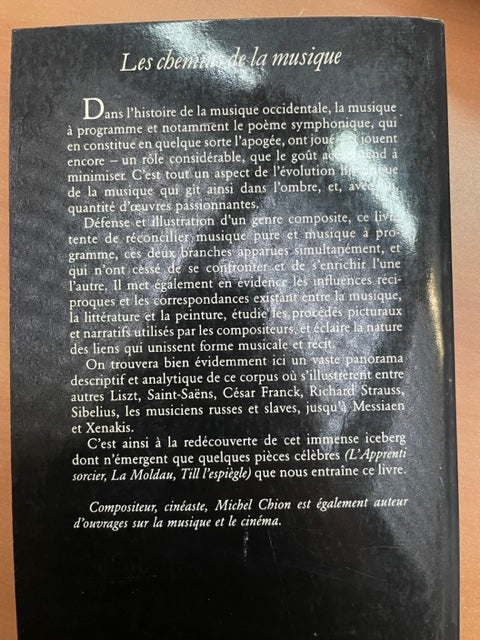 Les chemins de la musique
Dans l'histoire de la musique occidentale, la musique
à programme et notamment le poème symphonique, qui
en constitue en quelque sorte l'apogée, ont joué – et jouent
encore – un rôle considérable, que le goût actuel tend à
minimiser. C'est tout un aspect de l'évolution historique
de la musique qui gît ainsi dans l'ombre, et, avec lui,
quantité d'œuvres passionnantes.
Défense et illustration d'un genre composite, ce livre
tente de réconcilier musique pure et musique à pro-
gramme, ces deux branches apparues simultanément, et
qui n'ont cessé de se confronter et de s'enrichir l'une
l'autre. Il met également en évidence les influences réci-
proques et les correspondances existant entre la musique,
la littérature et la peinture, étudie les procédés picturaux
et narratifs utilisés par les compositeurs, et éclaire la nature
des liens qui unissent forme musicale et récit.
On trouvera bien évidemment ici un vaste panorama
descriptif et analytique de ce corpus où s'illustrèrent entre
autres Liszt, Saint-Saëns, César Franck, Richard Strauss,
Sibelius, les musiciens russes et slaves, jusqu'à Messiaen
et Xenakis.
C'est ainsi à la redécouverte de cet immense iceberg
dont n'émergent que quelques pièces célèbres (L'Apprenti
sorcier, La Moldau, Till l'espiègle) que nous entraîne ce livre.
Compositeur, cinéaste, Michel Chion est également auteur
d'ouvrages sur la musique et le cinéma.